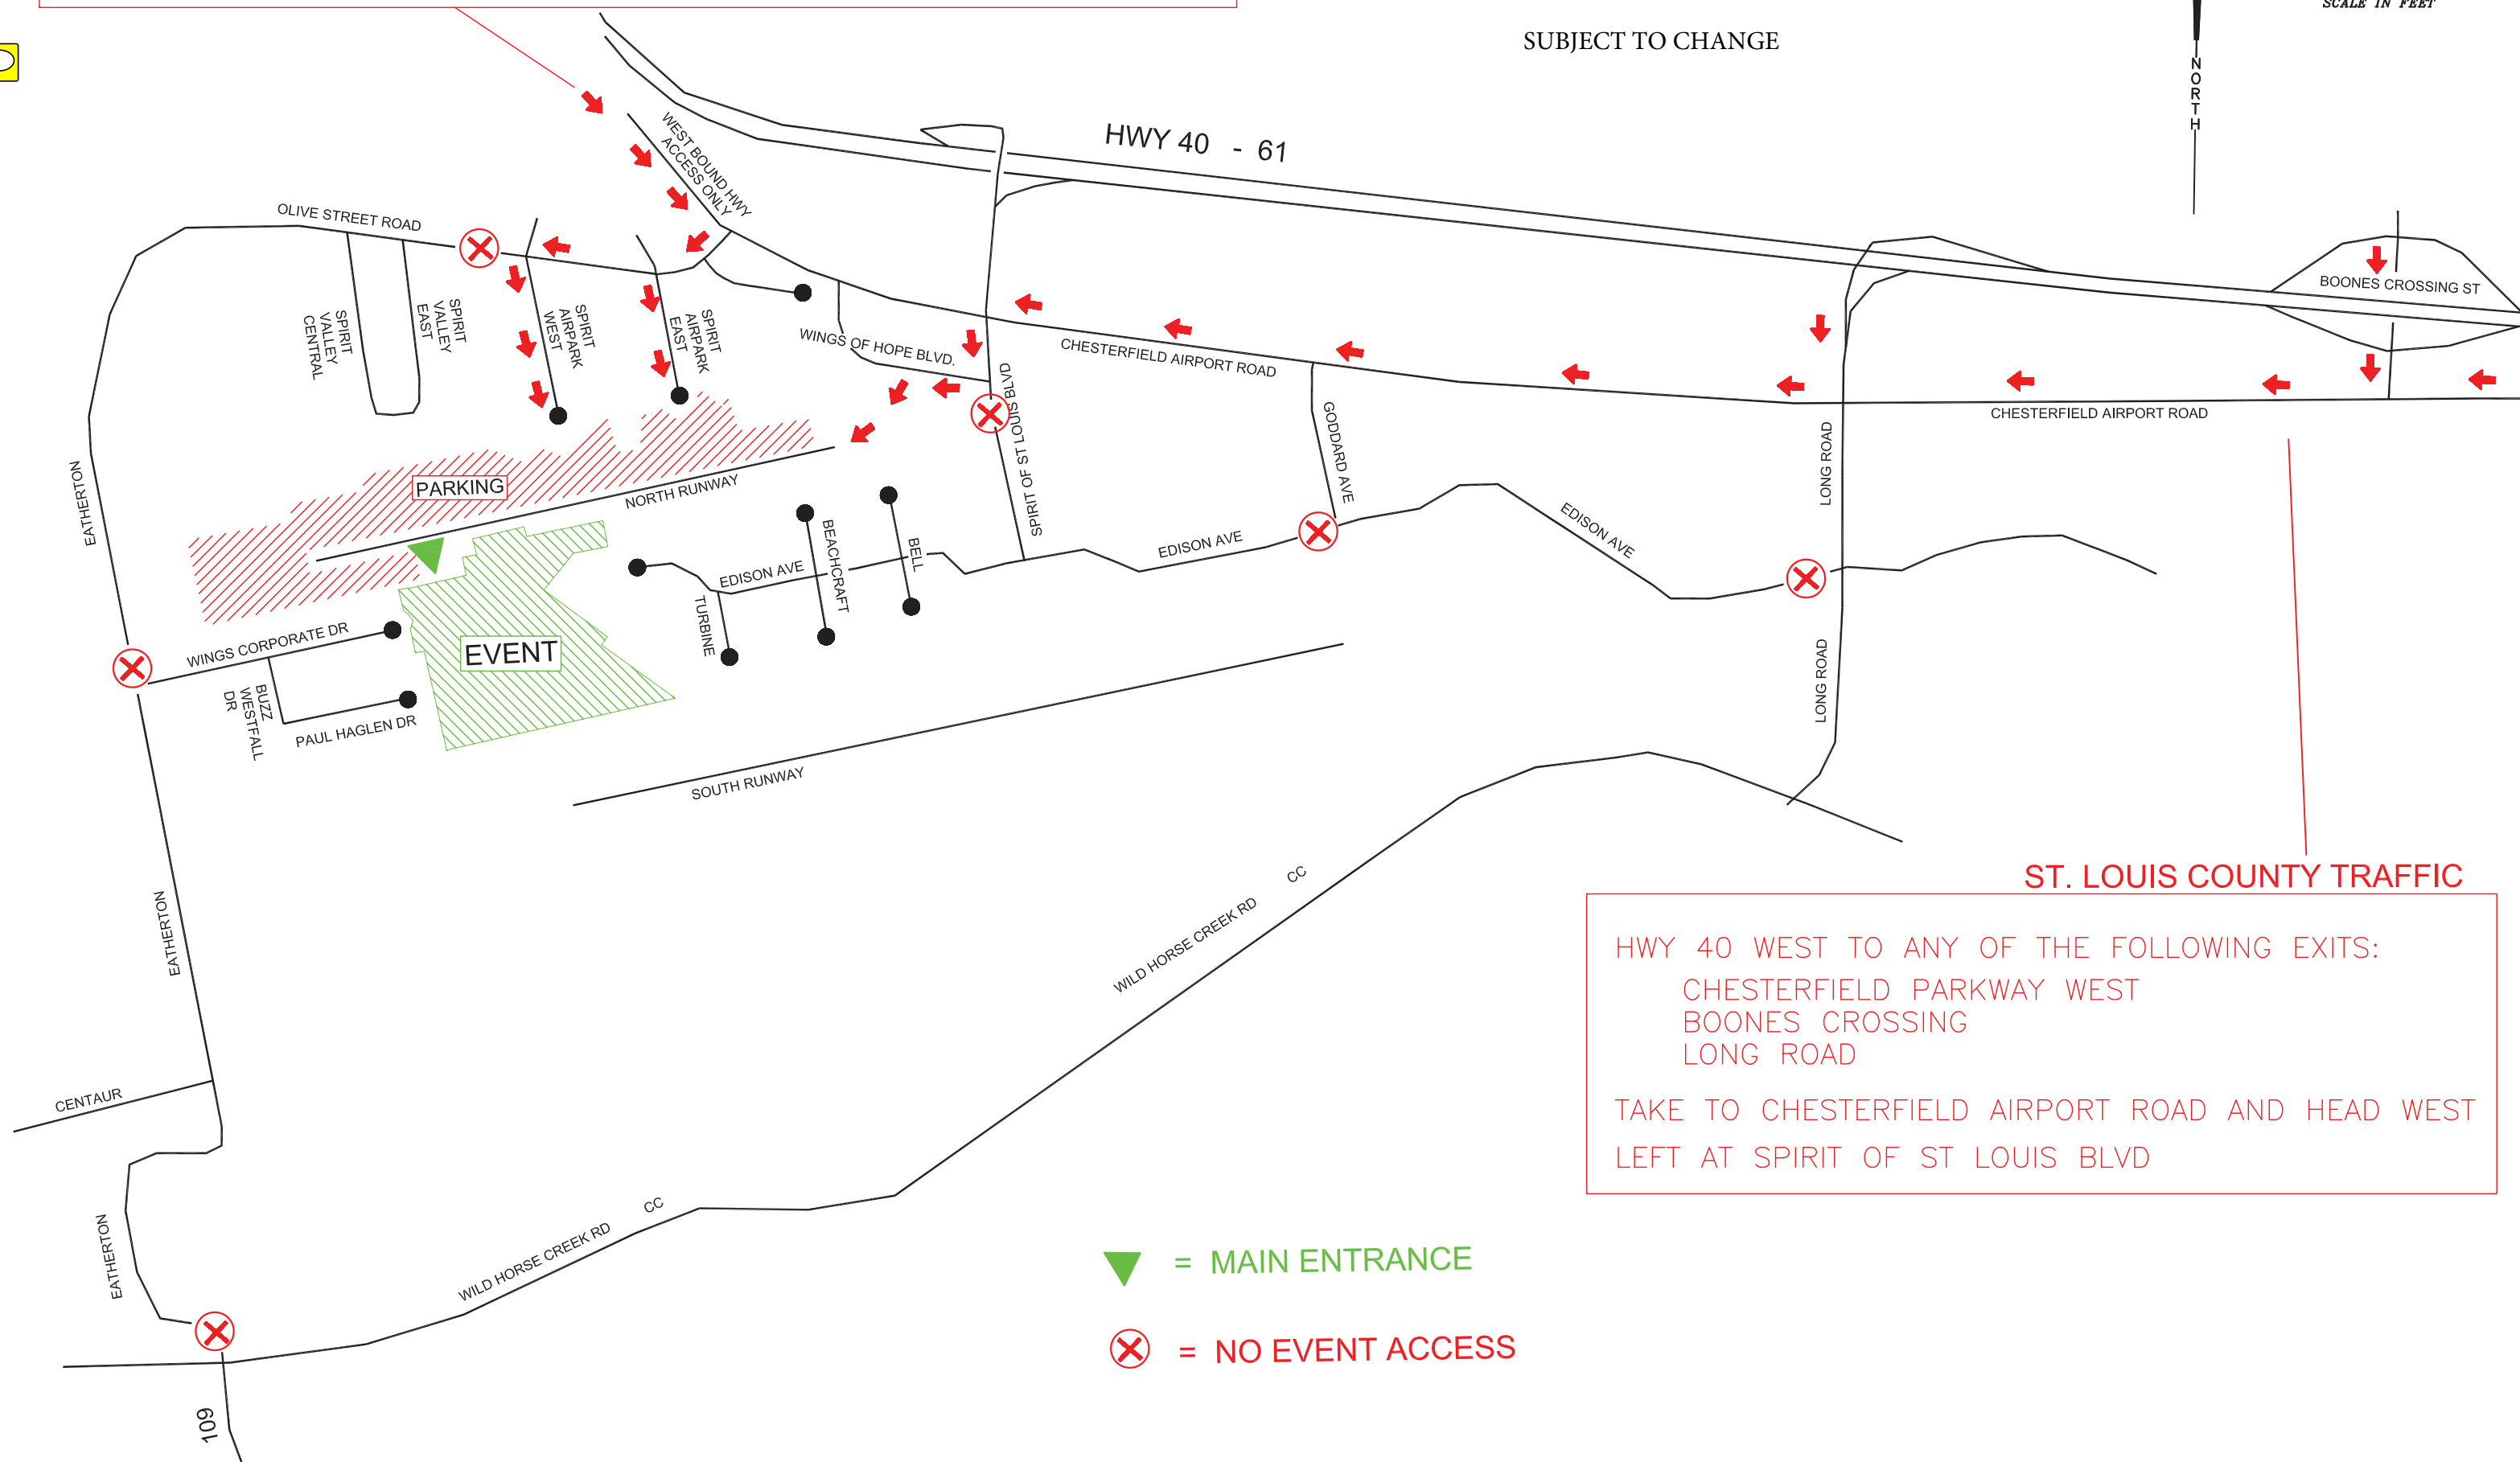 SCALE IN FEET
SUBJECT TO CHANGE
NORTH
HWY 40 - 61
WEST BOUND HWY
ACCESS ONLY
OLIVE STREET ROAD
BOONES CROSSING ST
SPIRIT
VALLEY
CENTRAL
SPIRIT
VALLEY
EAST
SPIRIT
AIRPARK
WEST
SPIRIT
AIRPARK
EAST
WINGS OF HOPE BLVD.
CHESTERFIELD AIRPORT ROAD
CHESTERFIELD AIRPORT ROAD
SPIRIT OF ST LOUIS BLVD
GODDARD AVE
LONG ROAD
EATHERTON
PARKING
NORTH RUNWAY
EDISON AVE
EDISON AVE
EDISON AVE
BEACHCRAFT
BELL
TURBINE
WINGS CORPORATE DR
EVENT
BUZZ
WESTFALL
DR
PAUL HAGLEN DR
LONG ROAD
SOUTH RUNWAY
EATHERTON
WILD HORSE CREEK RD CC
ST. LOUIS COUNTY TRAFFIC
HWY 40 WEST TO ANY OF THE FOLLOWING EXITS:
CHESTERFIELD PARKWAY WEST
BOONES CROSSING
LONG ROAD
TAKE TO CHESTERFIELD AIRPORT ROAD AND HEAD WEST
LEFT AT SPIRIT OF ST LOUIS BLVD
CENTAUR
EATHERTON
WILD HORSE CREEK RD CC
= MAIN ENTRANCE
= NO EVENT ACCESS
109